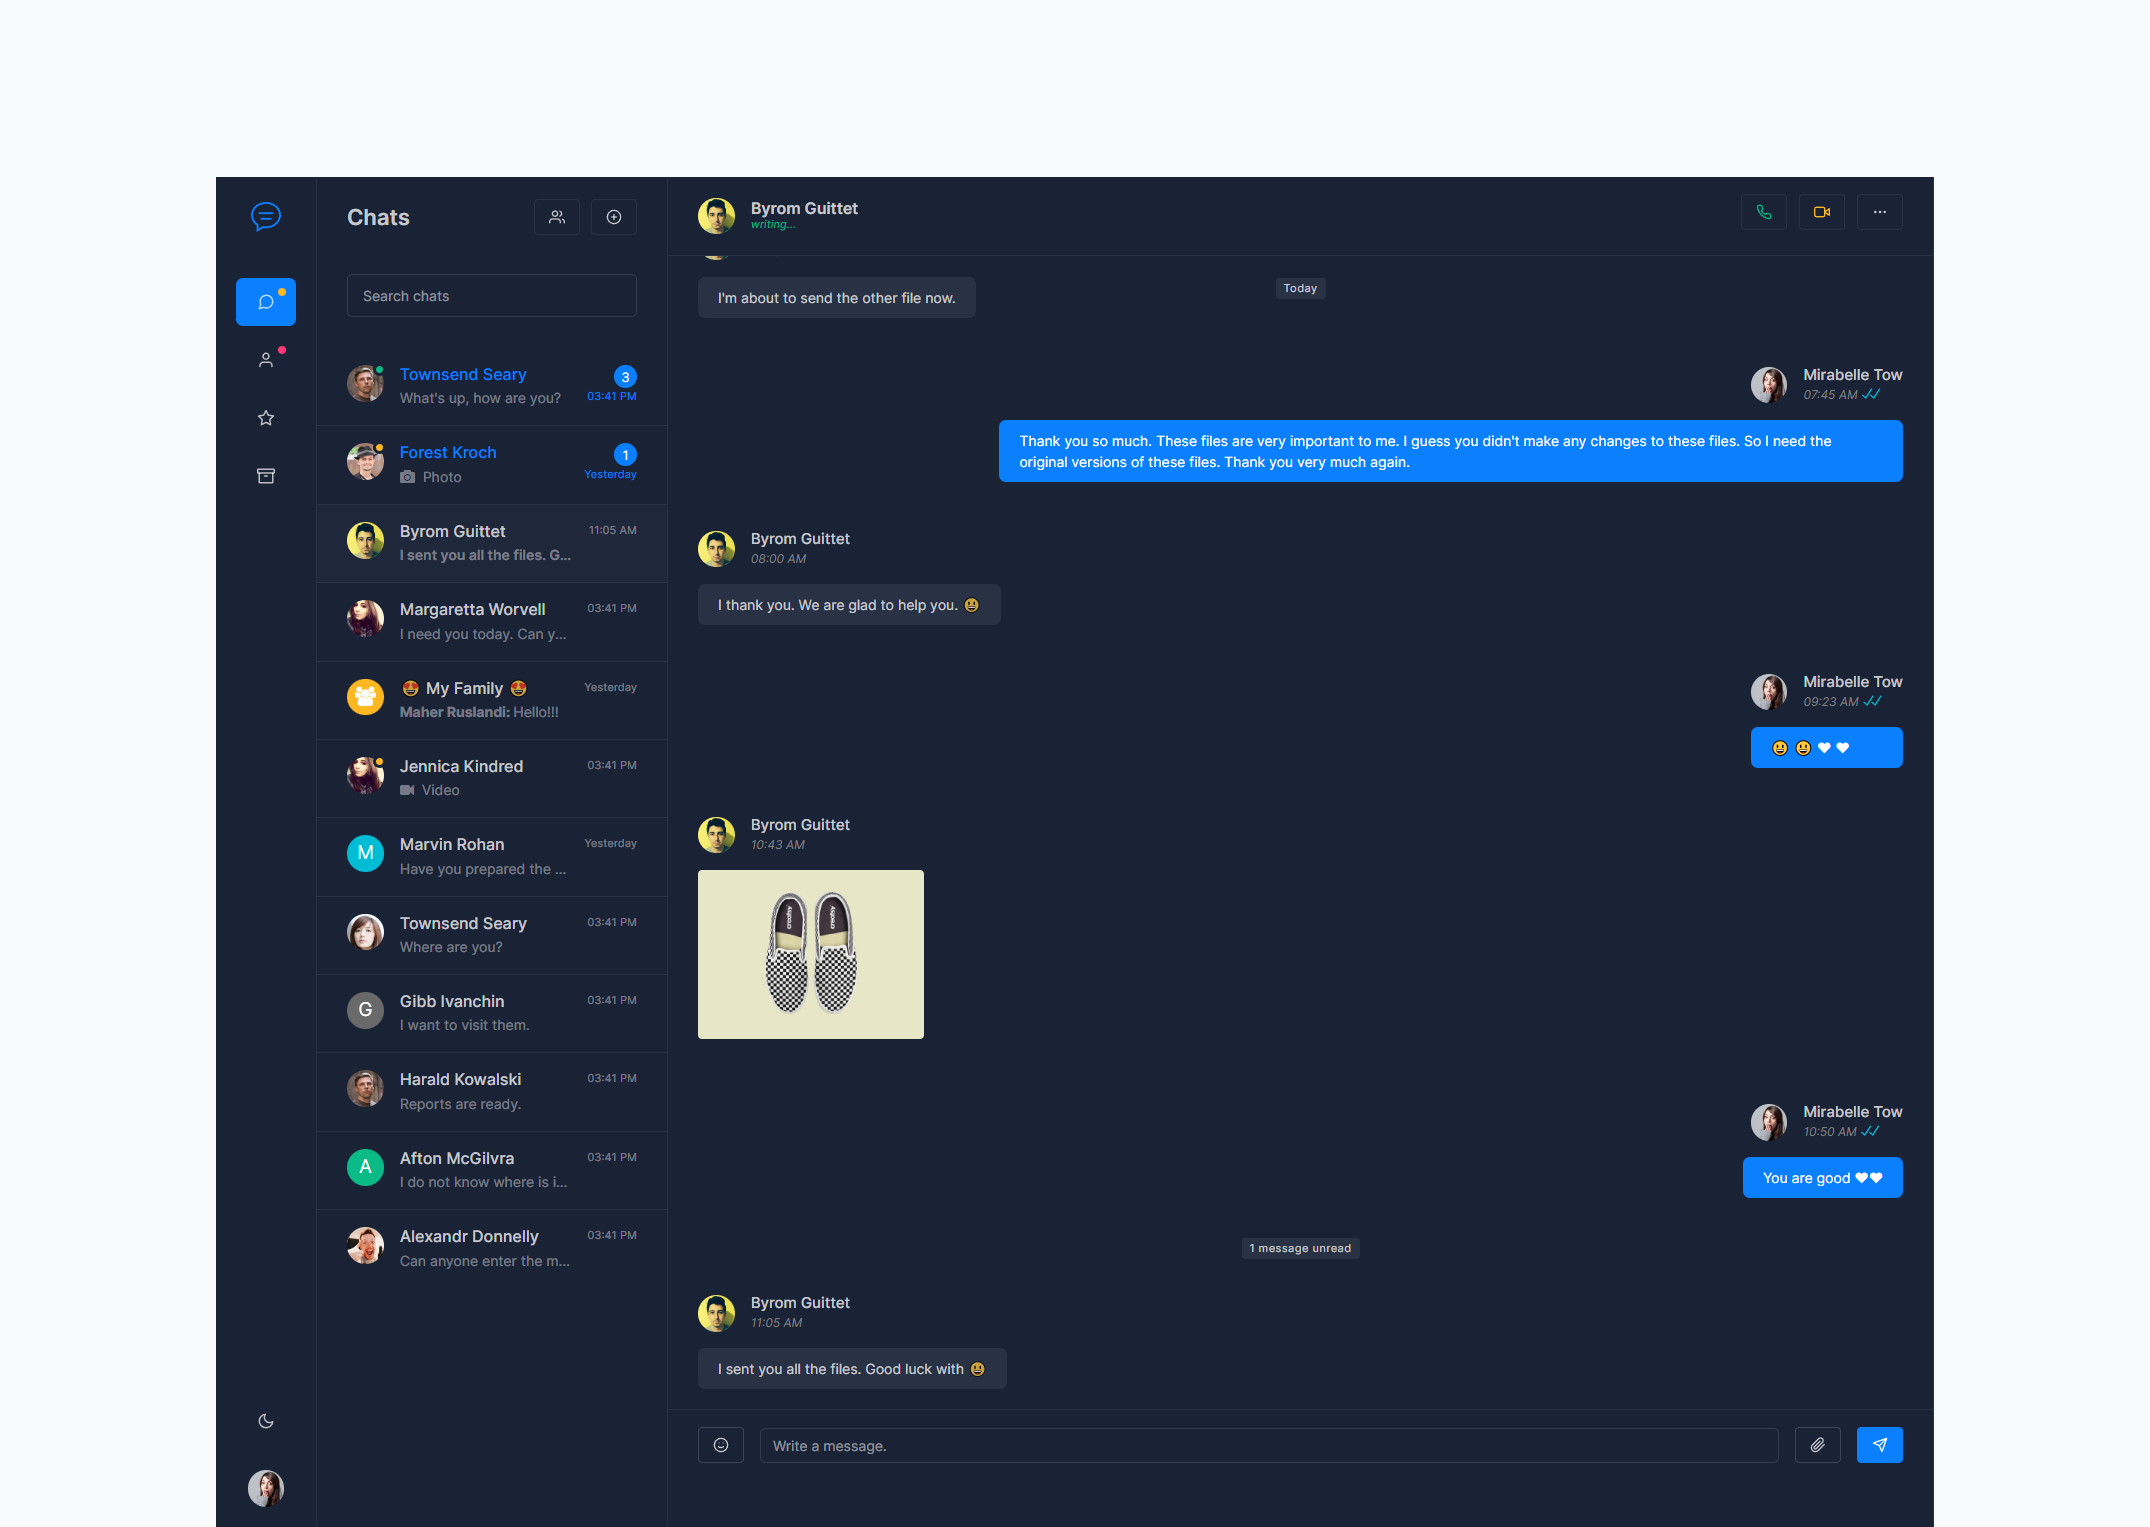 Chats
Search chats
Townsend Seary
3
What's up, how are you?
03:41 PM
Forest Kroch
1
Photo
Yesterday
Byrom Guittet
11:05 AM
I sent you all the files. G...
Margaretta Worvell
03:41 PM
I need you today. Can y...
😍 My Family 😍
Yesterday
Maher Ruslandi: Hello!!!
Jennica Kindred
03:41 PM
Video
M
Marvin Rohan
Yesterday
Have you prepared the ...
Townsend Seary
03:41 PM
Where are you?
G
Gibb Ivanchin
03:41 PM
I want to visit them.
Harald Kowalski
03:41 PM
Reports are ready.
A
Afton McGilvra
03:41 PM
I do not know where is i...
Alexandr Donnelly
03:41 PM
Can anyone enter the m...
Byrom Guittet
writing...
Today
I'm about to send the other file now.
Mirabelle Tow
07:45 AM
Thank you so much. These files are very important to me. I guess you didn't make any changes to these files. So I need the
original versions of these files. Thank you very much again.
Byrom Guittet
08:00 AM
I thank you. We are glad to help you. 😃
Mirabelle Tow
09:23 AM
😃 😃 ❤ ❤
Byrom Guittet
10:43 AM
creatsy
creatsy
Mirabelle Tow
10:50 AM
You are good ❤❤
1 message unread
Byrom Guittet
11:05 AM
I sent you all the files. Good luck with 😃
Write a message.